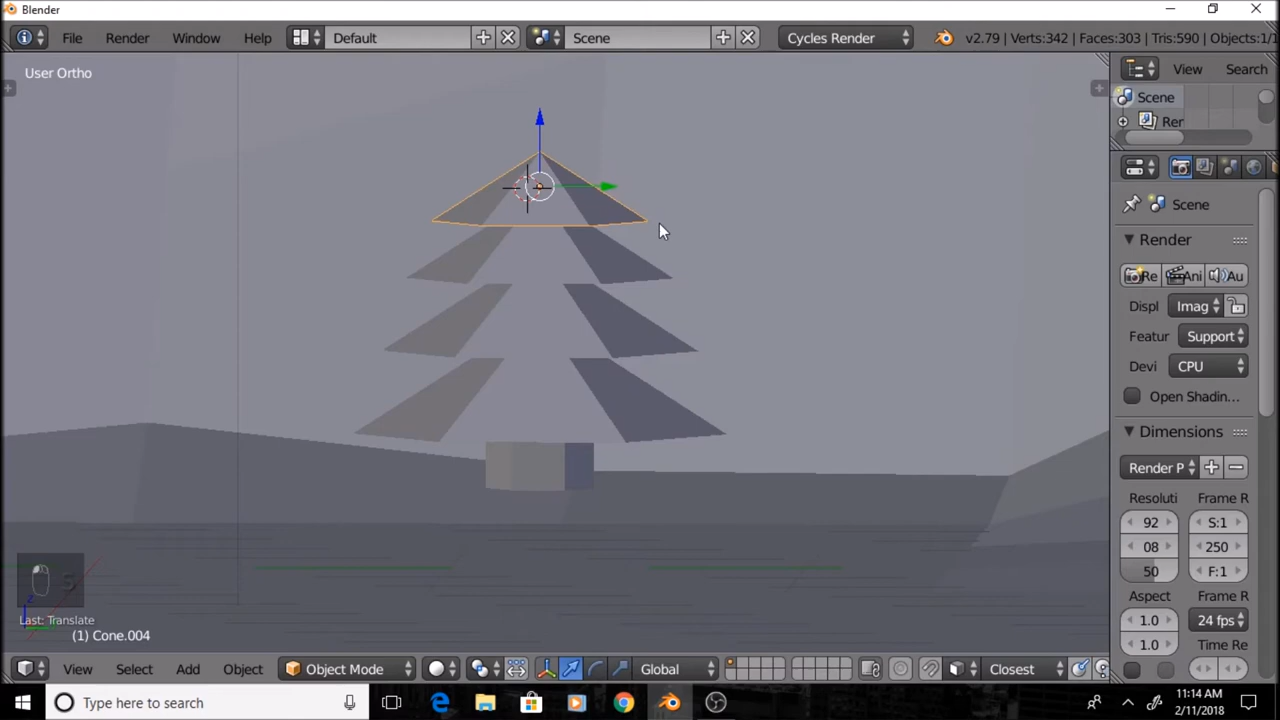 Blender
File Render Window Help Default Scene Cycles Render v2.79 | Verts:342 | Faces:303 | Tris:590 | Objects:1/1
User Ortho
View Search
Scene
Rer
Scene
Render
Re Ani Au
Displ Imag
Featur Support
Devi CPU
Open Shadin...
Dimensions
Render P
Resoluti Frame R
92 S:1
08 250
50 F:1
Aspect Frame R
1.0 24 fps
1.0 Time Re
S
z
Last: Translate
(1) Cone.004
View Select Add Object Object Mode Global Closest
Type here to search
11:14 AM
2/11/2018